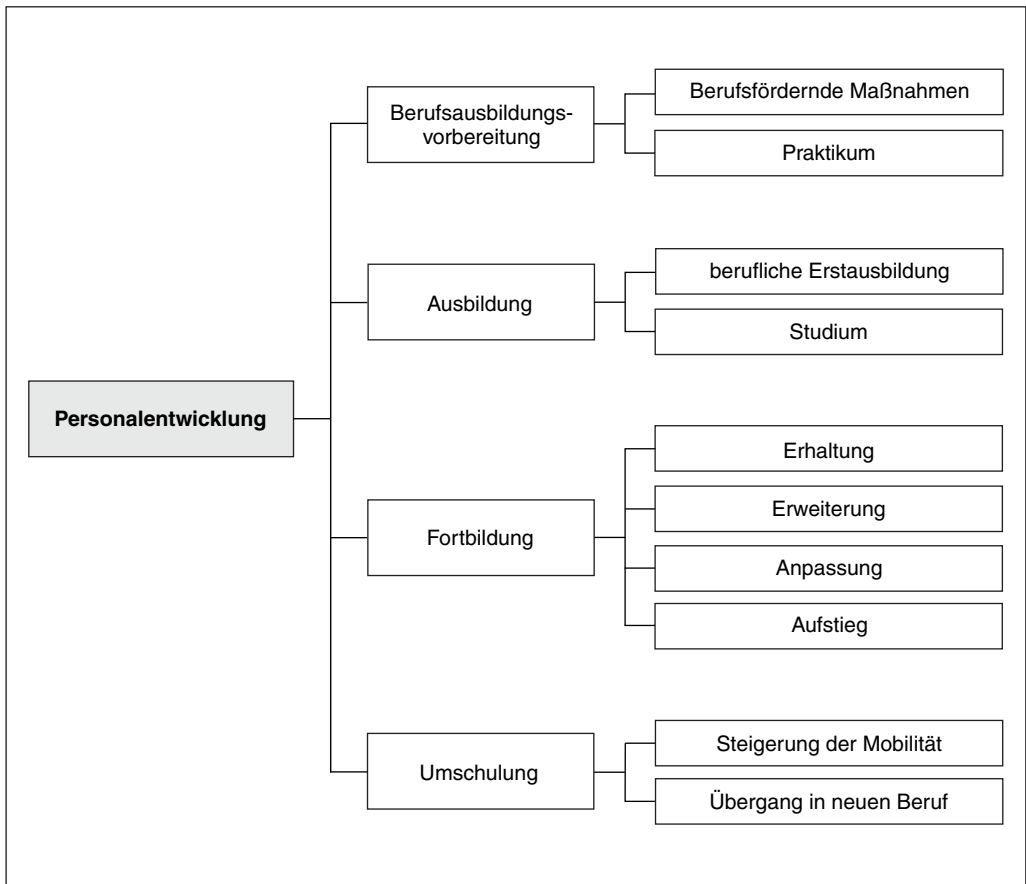 Personalentwicklung
Berufsausbildungs-
vorbereitung
Berufsfördernde Maßnahmen
Praktikum
Ausbildung
berufliche Erstausbildung
Studium
Fortbildung
Erhaltung
Erweiterung
Anpassung
Aufstieg
Umschulung
Steigerung der Mobilität
Übergang in neuen Beruf